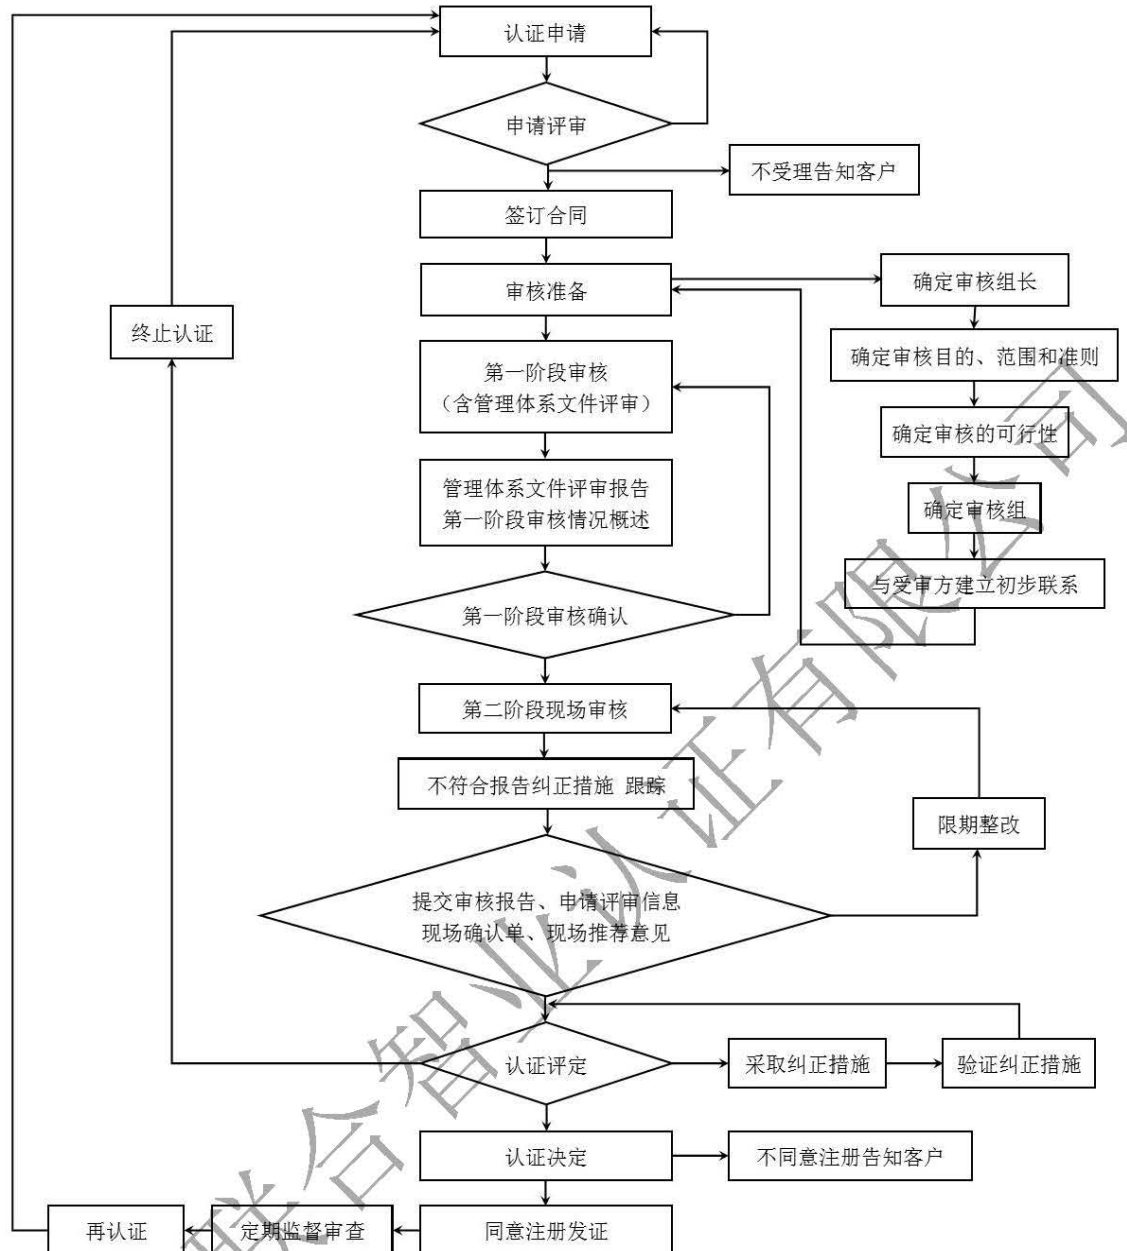 认证申请
申请评审
不受理告知客户
签订合同
审核准备
确定审核组长
终止认证
确定审核目的、范围和准则
第一阶段审核
（含管理体系文件评审）
确定审核的可行性
管理体系文件评审报告
第一阶段审核情况概述
确定审核组
与受审方建立初步联系
第一阶段审核确认
第二阶段现场审核
不符合报告纠正措施 跟踪
限期整改
提交审核报告、申请评审信息
现场确认单、现场推荐意见
认证评定
采取纠正措施
验证纠正措施
认证决定
不同意注册告知客户
再认证
定期监督审查
同意注册发证
联合智业认证有限公司